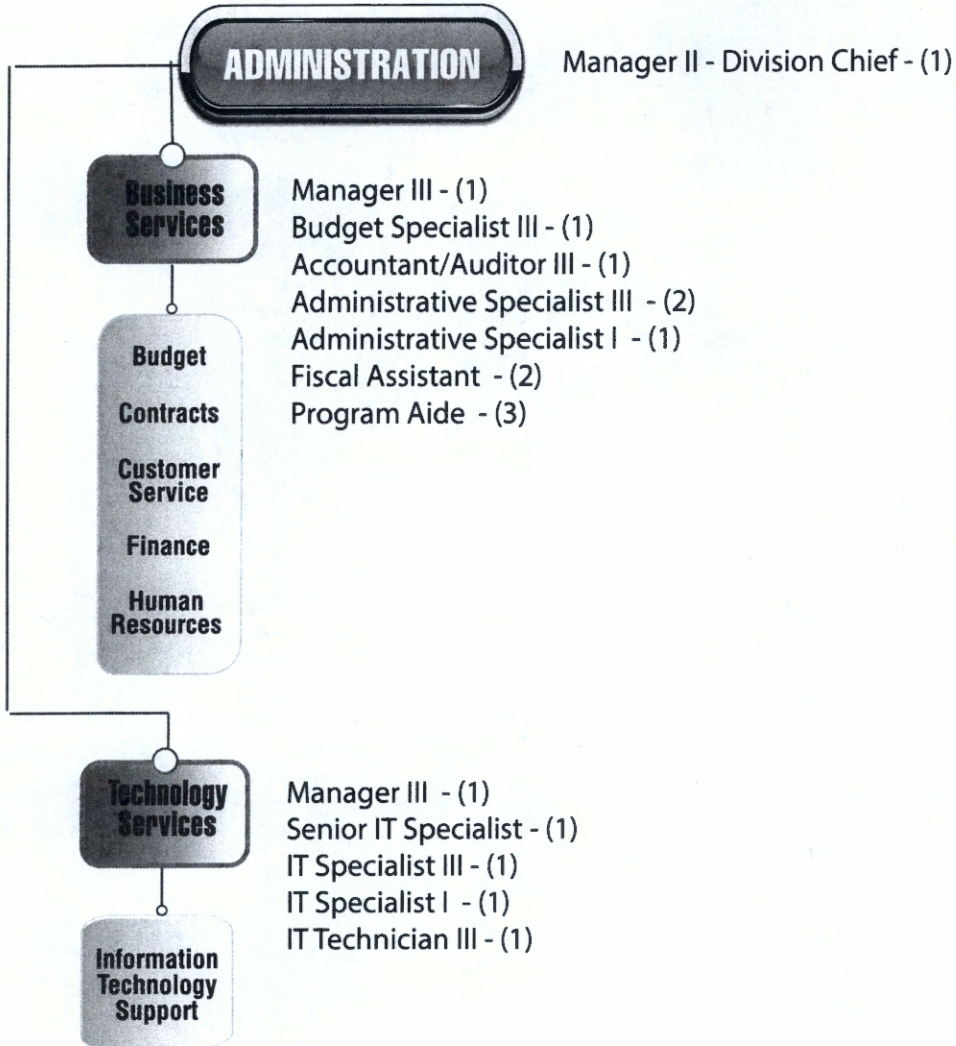 ADMINISTRATION
Manager II - Division Chief - (1)
Business
Services
Manager III - (1)
Budget Specialist III - (1)
Accountant/Auditor III - (1)
Administrative Specialist III - (2)
Administrative Specialist I - (1)
Fiscal Assistant - (2)
Program Aide - (3)
Budget
Contracts
Customer
Service
Finance
Human
Resources
Technology
Services
Manager III - (1)
Senior IT Specialist - (1)
IT Specialist III - (1)
IT Specialist I - (1)
IT Technician III - (1)
Information
Technology
Support